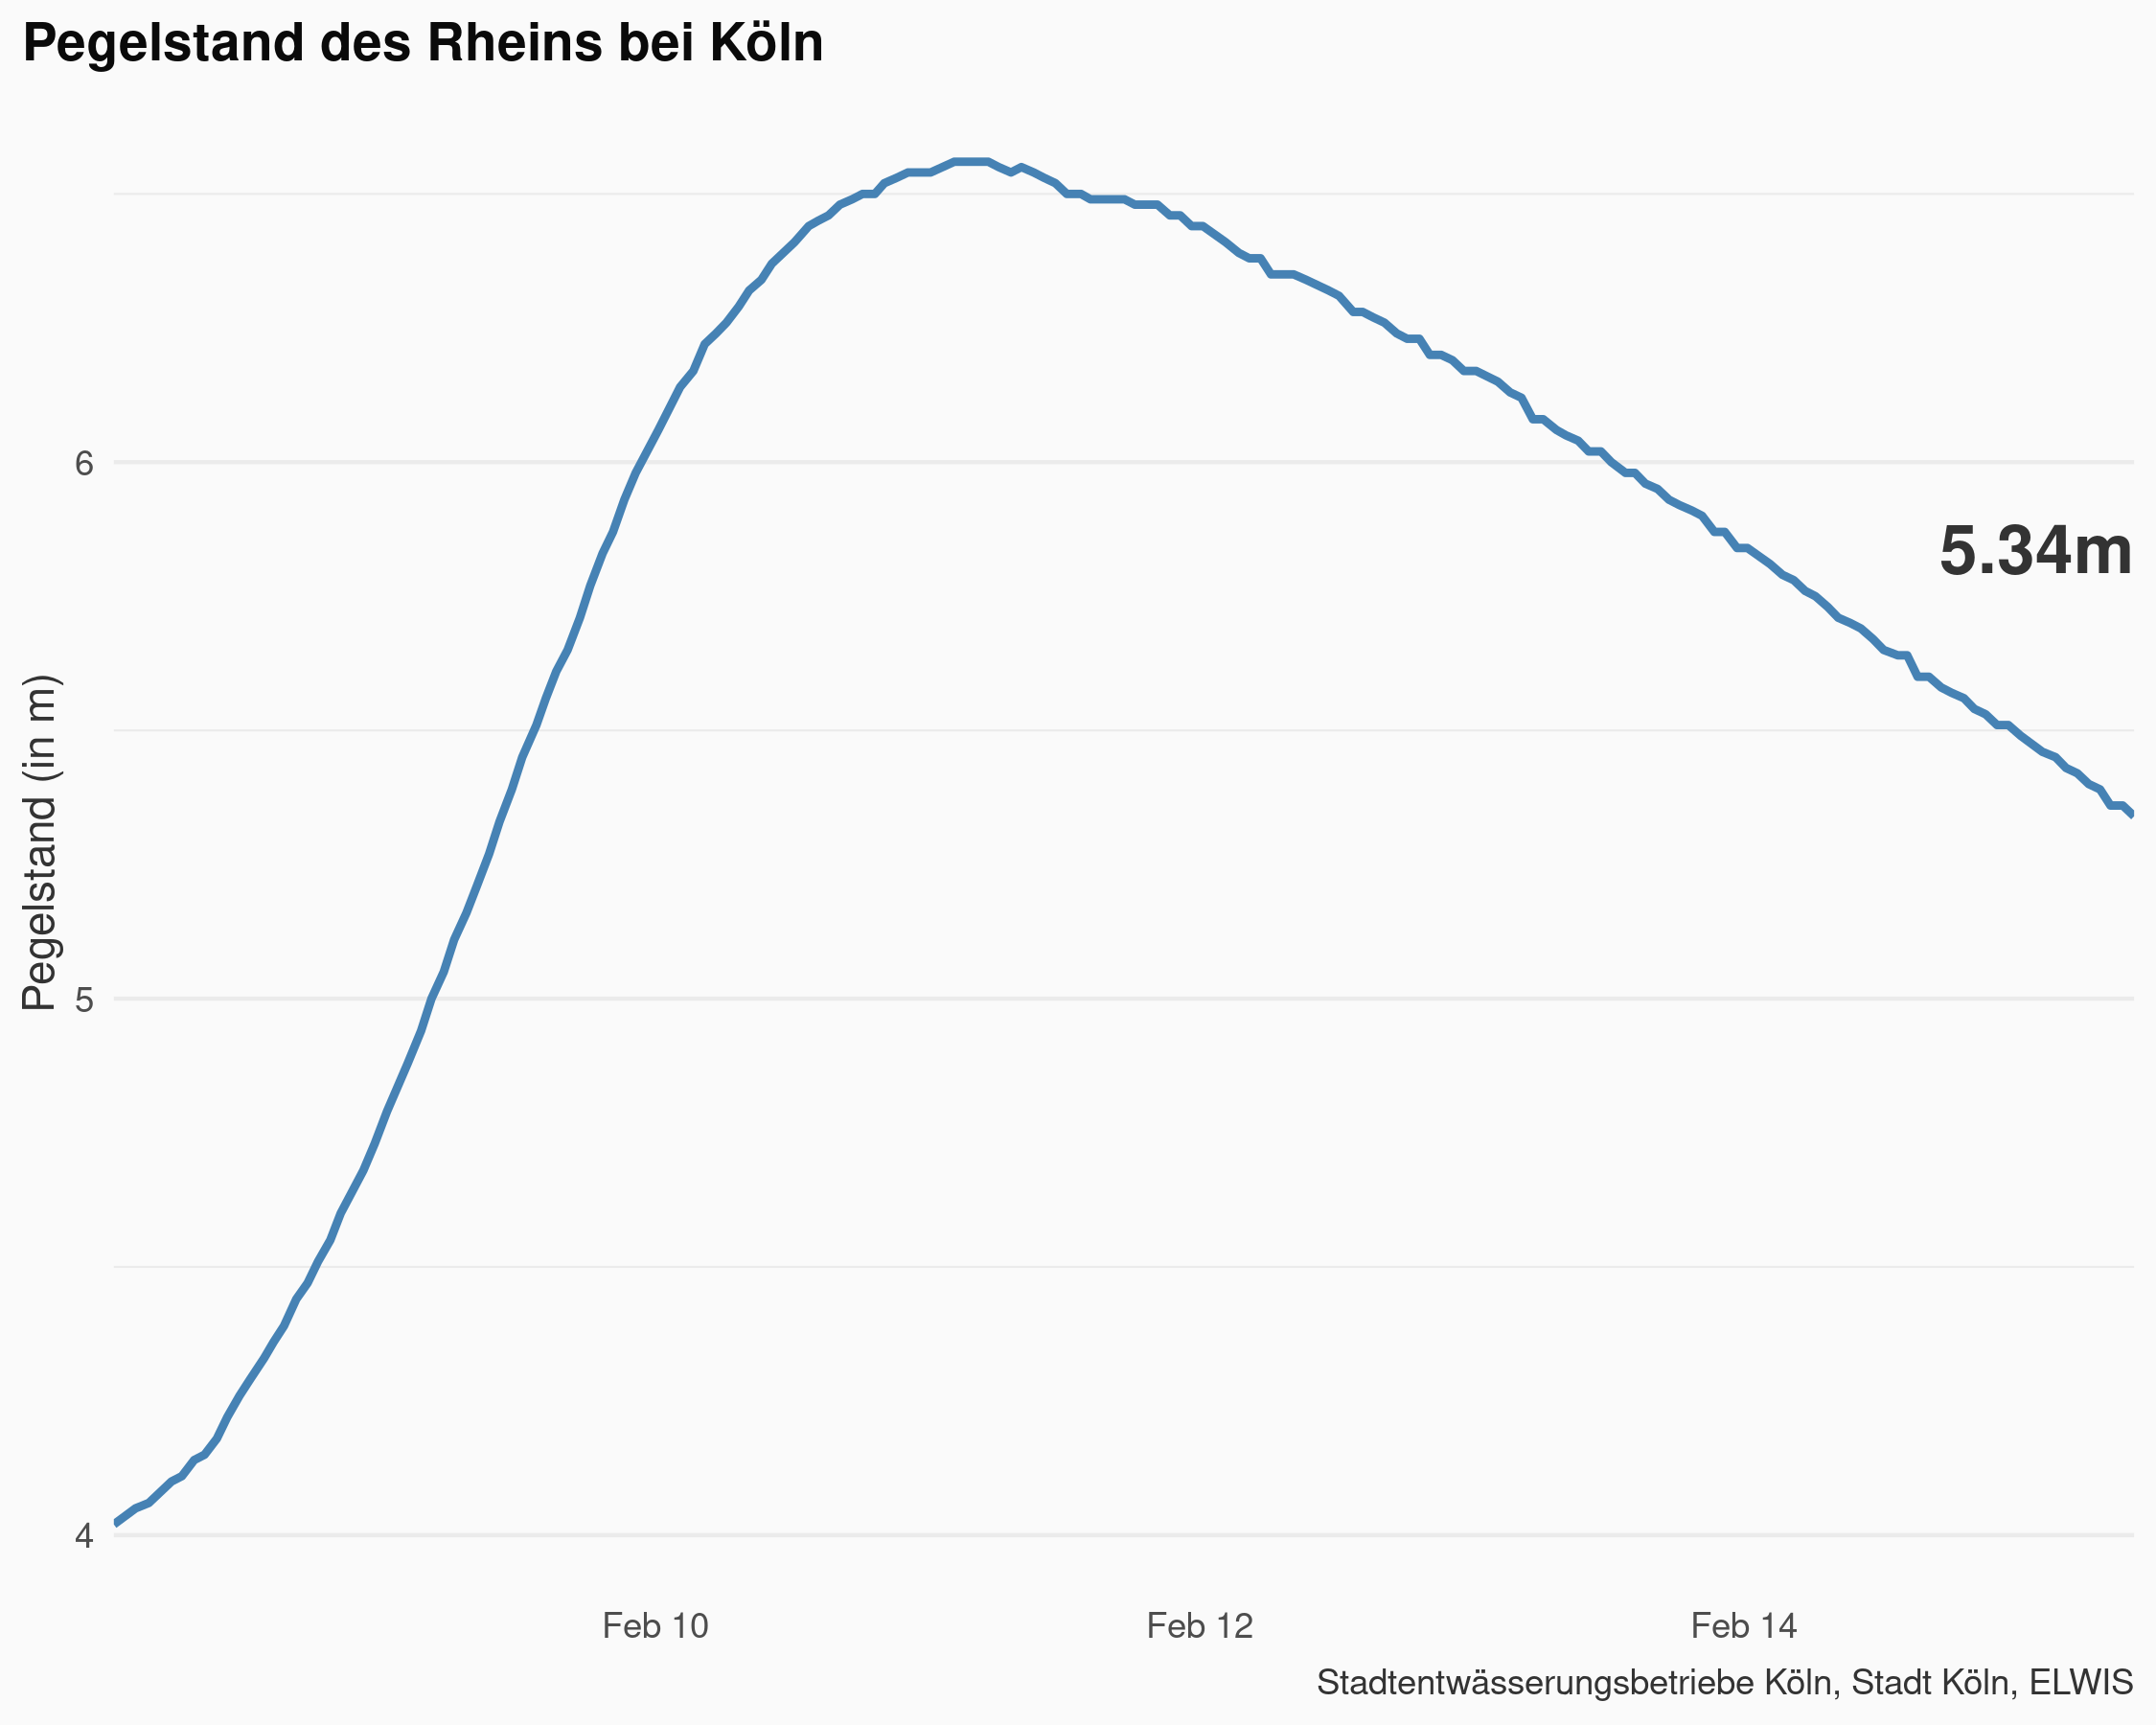 Pegelstand des Rheins bei Köln
Pegelstand (in m)
6
5
4
5.34m
Feb 10
Feb 12
Feb 14
Stadtentwässerungsbetriebe Köln, Stadt Köln, ELWIS